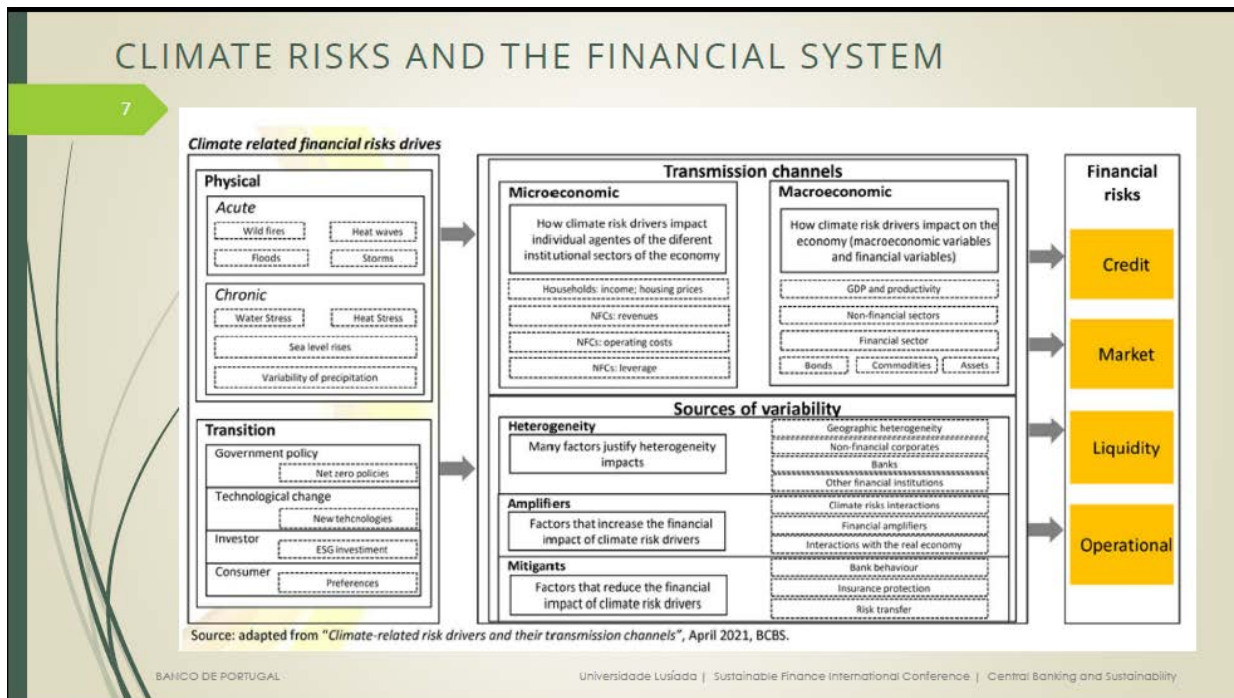 CLIMATE RISKS AND THE FINANCIAL SYSTEM
7
Climate related financial risks drives
Physical
Acute
Wild fires
Heat waves
Floods
Storms
Chronic
Water Stress
Heat Stress
Sea level rises
Variability of precipitation
Transition
Government policy
Net zero policies
Technological change
New tehcnologies
Investor
ESG investiment
Consumer
Preferences
Transmission channels
Microeconomic
How climate risk drivers impact
individual agentes of the diferent
institutional sectors of the economy
Households: income; housing prices
NFCs: revenues
NFCs: operating costs
NFCs: leverage
Macroeconomic
How climate risk drivers impact on the
economy (macroeconomic variables
and financial variables)
GDP and productivity
Non-financial sectors
Financial sector
Bonds
Commodities
Assets
Sources of variability
Heterogeneity
Many factors justify heterogeneity
impacts
Geographic heterogeneity
Non-financial corporates
Banks
Other financial institutions
Amplifiers
Factors that increase the financial
impact of climate risk drivers
Climate risks interactions
Financial amplifiers
Interactions with the real economy
Mitigants
Factors that reduce the financial
impact of climate risk drivers
Bank behaviour
Insurance protection
Risk transfer
Financial
risks
Credit
Market
Liquidity
Operational
Source: adapted from "Climate-related risk drivers and their transmission channels", April 2021, BCBS.
BANCO DE PORTUGAL
Universidade Lusíada | Sustainable Finance International Conference | Central Banking and Sustainability